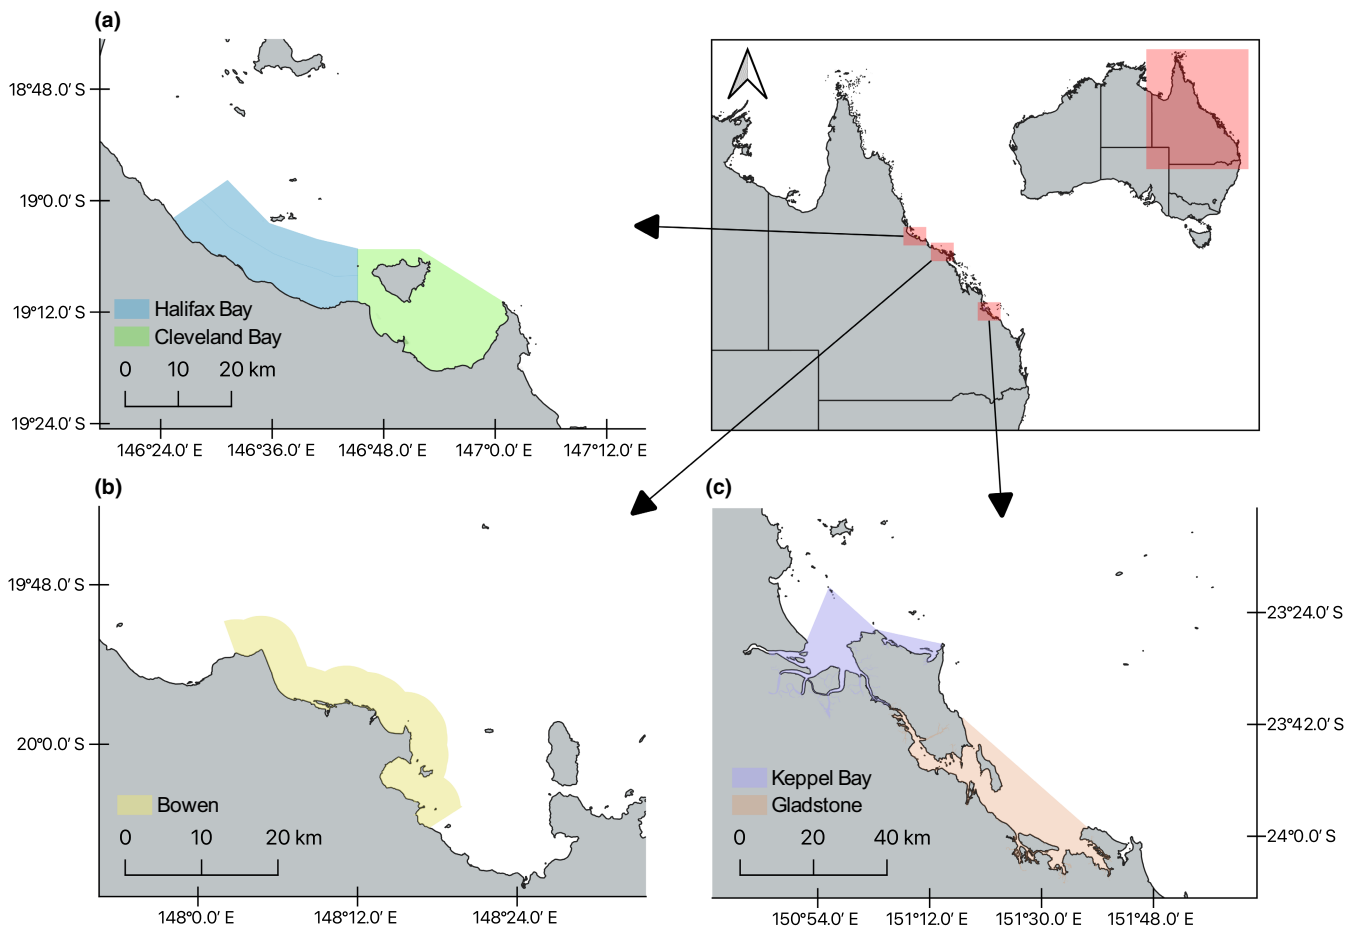 (a)
18°48.0′ S
19°0.0′ S
19°12.0′ S
19°24.0′ S
Halifax Bay
Cleveland Bay
0 10 20 km
146°24.0′ E 146°36.0′ E 146°48.0′ E 147°0.0′ E 147°12.0′ E
(b)
19°48.0′ S
20°0.0′ S
Bowen
0 10 20 km
148°0.0′ E 148°12.0′ E 148°24.0′ E
(c)
23°24.0′ S
23°42.0′ S
24°0.0′ S
Keppel Bay
Gladstone
0 20 40 km
150°54.0′ E 151°12.0′ E 151°30.0′ E 151°48.0′ E